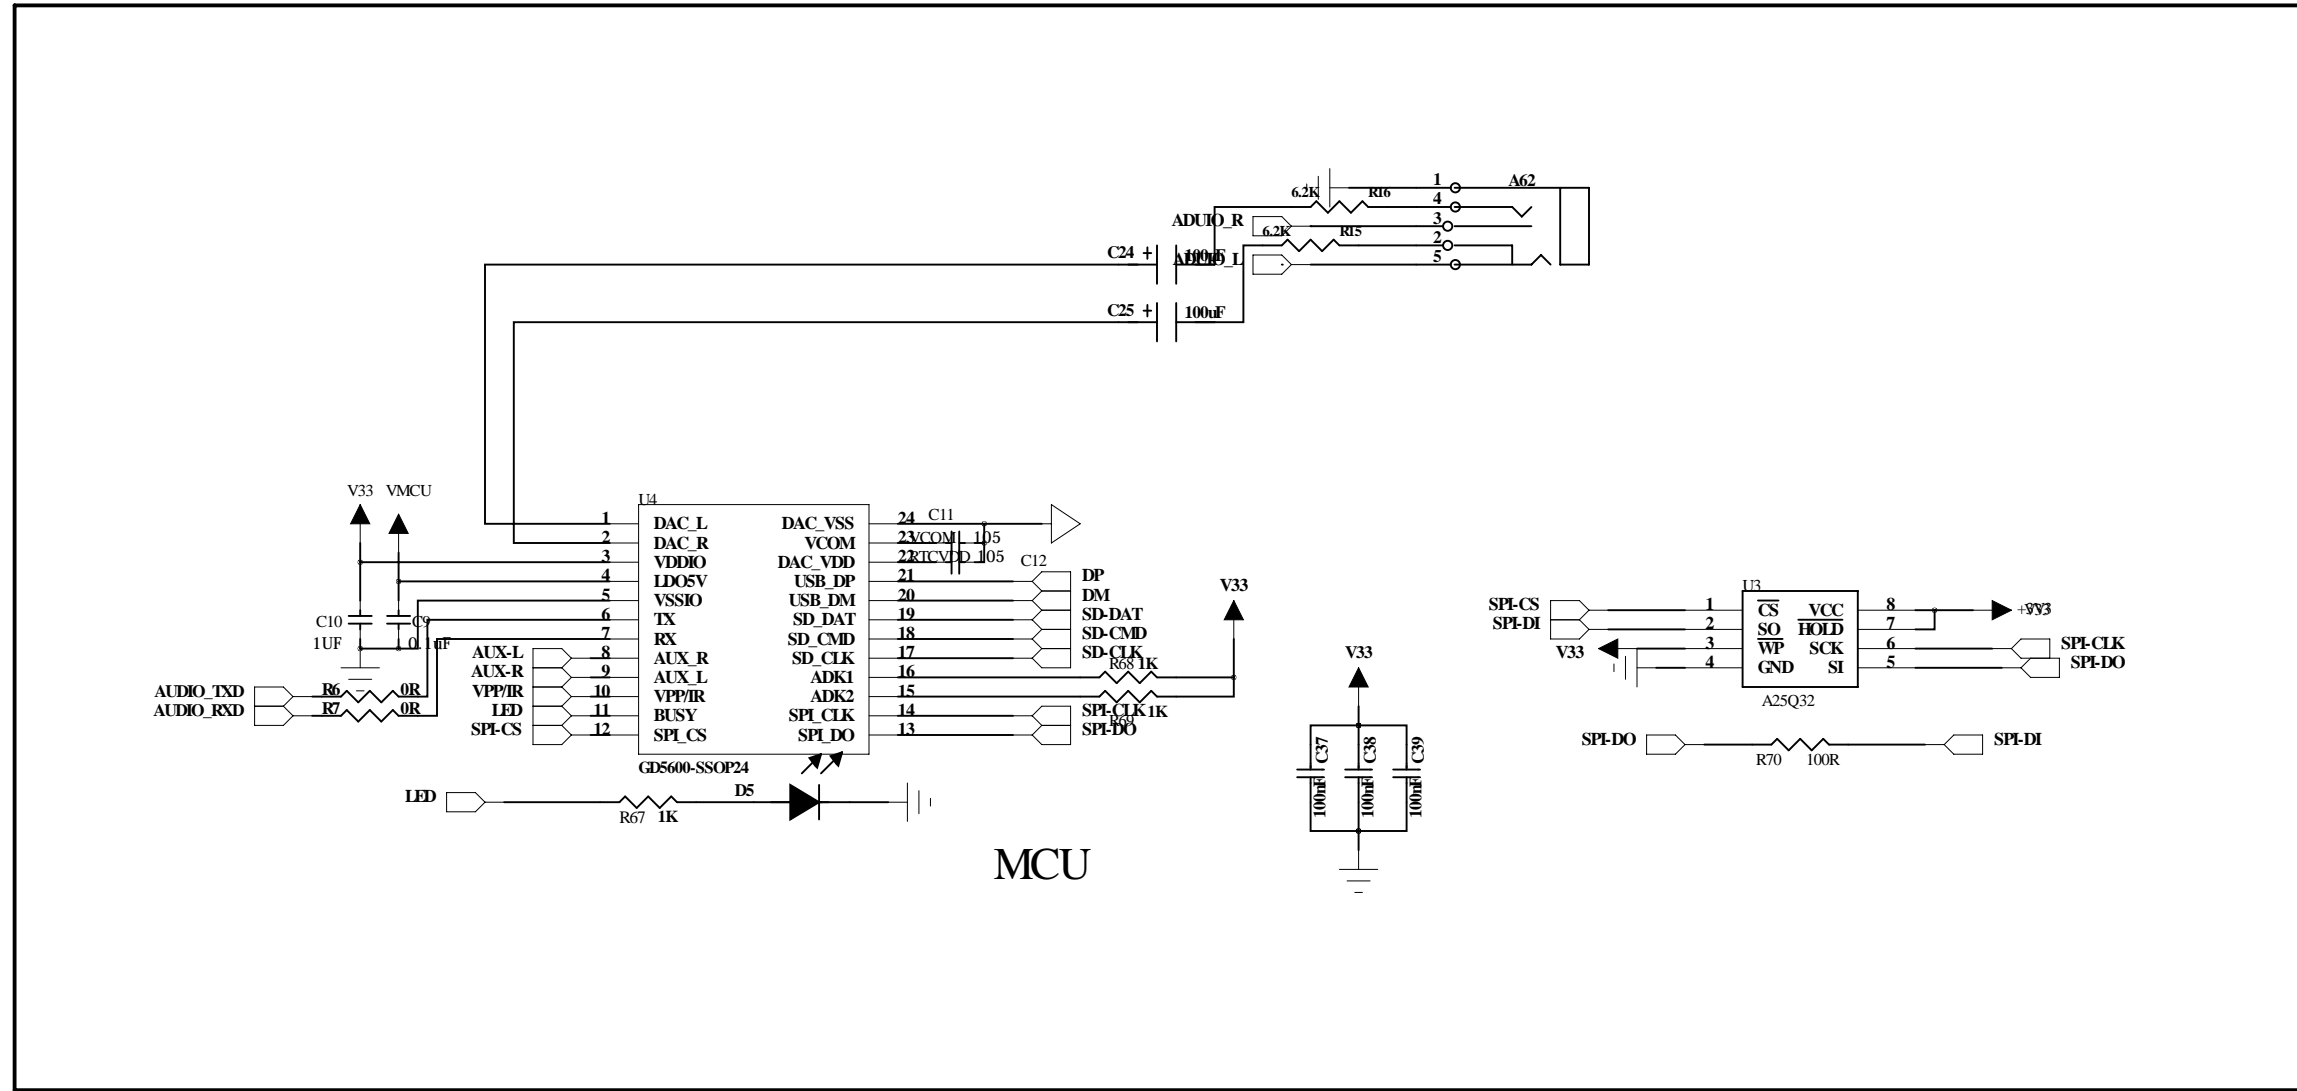 1 A62
6.2K R16 4
ADUIO_R 3
6.2K R15 2
C24 + 100uF ADUIO_L 5
C25 + 100uF
V33 VMCU
U4
1 DAC_L DAC_VSS 24 C11
2 DAC_R VCOM 23 VCOM 105
3 VDDIO DAC_VDD 22 RTCVDD 105 C12
4 LDO5V USB_DP 21 DP
5 VSSIO USB_DM 20 DM
6 TX SD_DAT 19 SD-DAT
7 RX SD_CMD 18 SD-CMD
AUX-L 8 AUX_R SD_CLK 17 SD-CLK
AUX-R 9 AUX_L ADK1 16 R68 1K
VPP/IR 10 VPP/IR ADK2 15
LED 11 BUSY SPI_CLK 14 SPI-CLK 1K
R69
SPI-CS 12 SPI_CS SPI_DO 13 SPI-DO
GD5600-SSOP24
C10 C9
1UF 0.1uF
AUDIO_TXD R6 0R
AUDIO_RXD R7 0R
V33
LED D5
R67 1K
MCU
V33
C37 C38 C39
100nF 100nF 100nF
U3
SPI-CS 1 CS VCC 8 V33
SPI-DI 2 SO HOLD 7
V33 3 WP SCK 6 SPI-CLK
4 GND SI 5 SPI-DO
A25Q32
SPI-DO SPI-DI
R70 100R